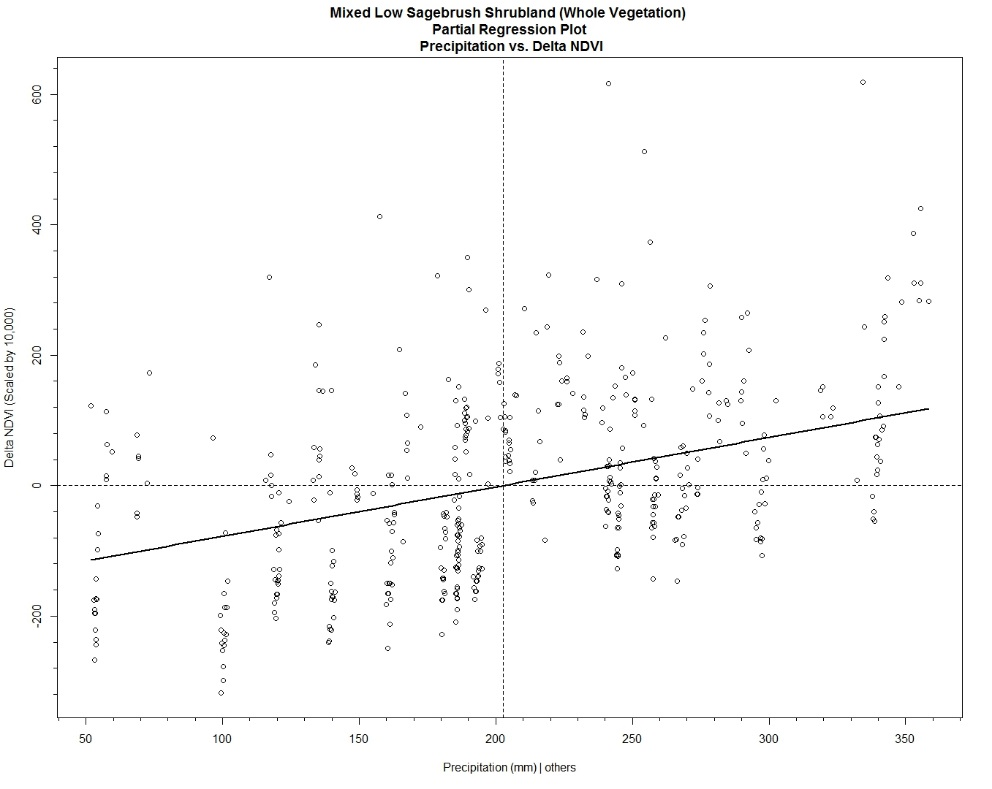 Mixed Low Sagebrush Shrubland (Whole Vegetation)
Partial Regression Plot
Precipitation vs. Delta NDVI
Delta NDVI (Scaled by 10,000)
600
400
200
0
-200
50 100 150 200 250 300 350
Precipitation (mm) | others